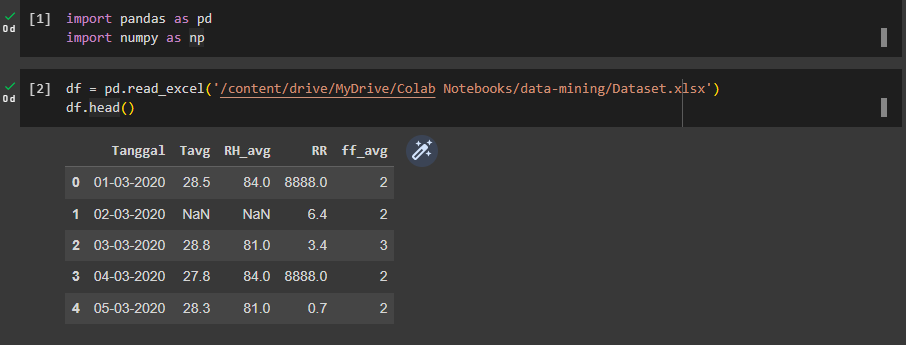 [1] import pandas as pd
import numpy as np
0d
[2] df = pd.read_excel('/content/drive/MyDrive/Colab Notebooks/data-mining/Dataset.xlsx')
df.head()
0d
Tanggal Tavg RH_avg RR ff_avg
0 01-03-2020 28.5 84.0 8888.0 2
1 02-03-2020 NaN NaN 6.4 2
2 03-03-2020 28.8 81.0 3.4 3
3 04-03-2020 27.8 84.0 8888.0 2
4 05-03-2020 28.3 81.0 0.7 2